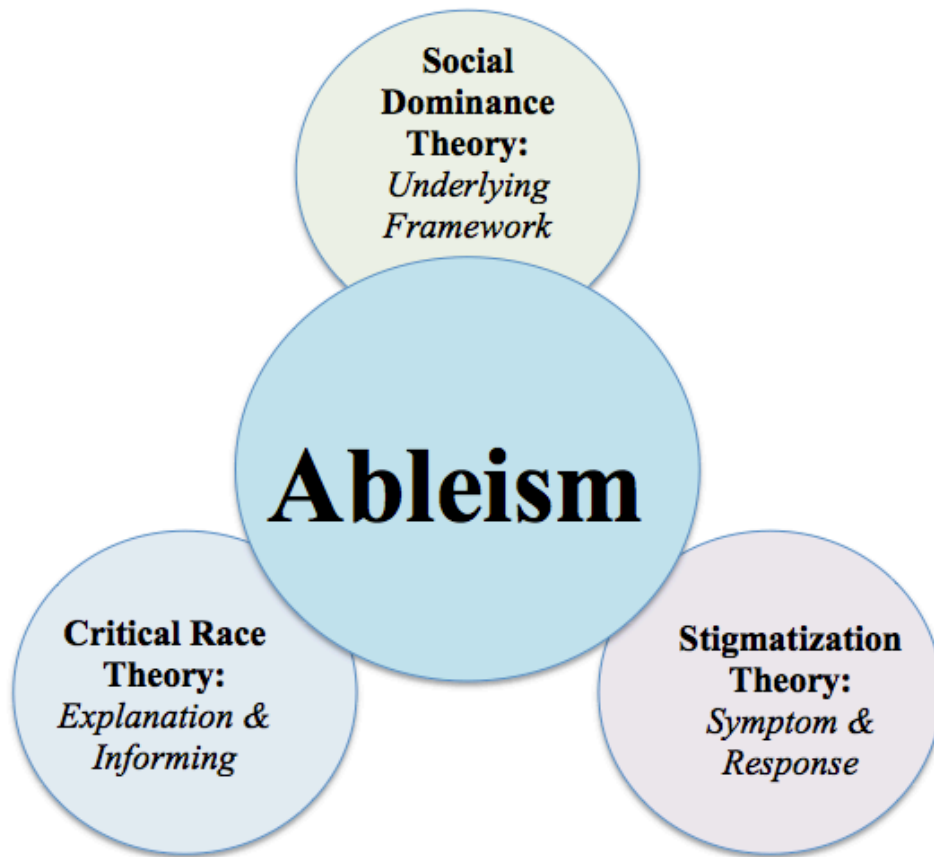 Social
Dominance
Theory:
Underlying
Framework
Ableism
Critical Race
Theory:
Explanation &
Informing
Stigmatization
Theory:
Symptom &
Response